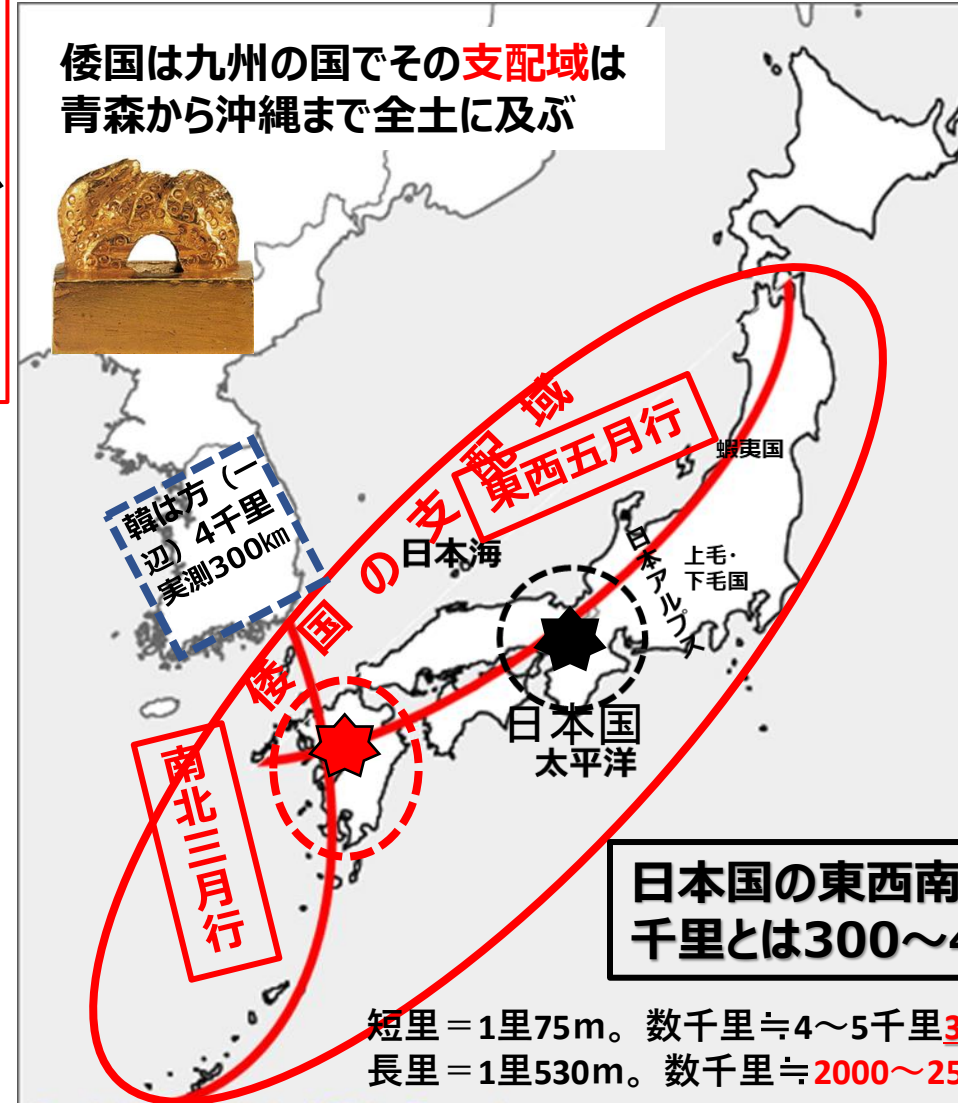 倭国は九州の国でその支配域は
青森から沖縄まで全土に及ぶ
倭国の支配域
東西五月行
蝦夷国
韓は方（一
辺）4千里
実測300㎞
日本海
日本アルプス
上毛・
下毛国
日本国
太平洋
南北三月行
日本国の東西南
千里とは300～4
短里＝1里75m。数千里≒4～5千里3
長里＝1里530m。数千里≒2000～25